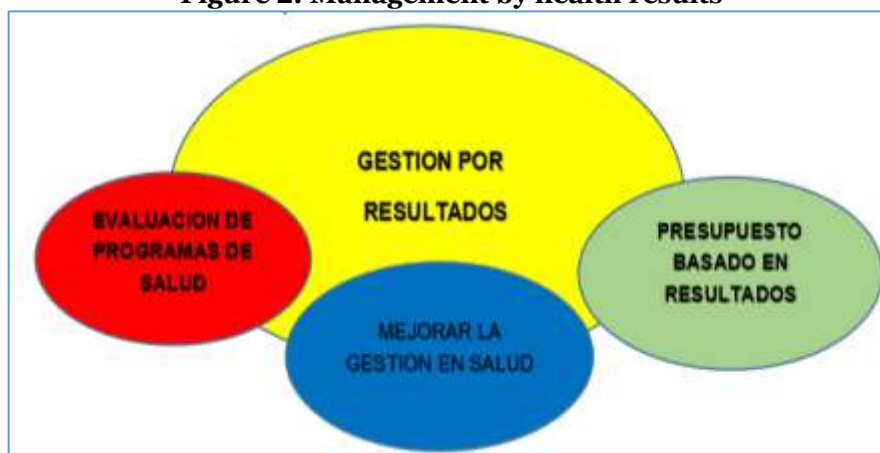 Figure 2. Management by health results
GESTION POR
RESULTADOS
EVALUACION DE
PROGRAMAS DE
SALUD
PRESUPUESTO
BASADO EN
RESULTADOS
MEJORAR LA
GESTION EN SALUD